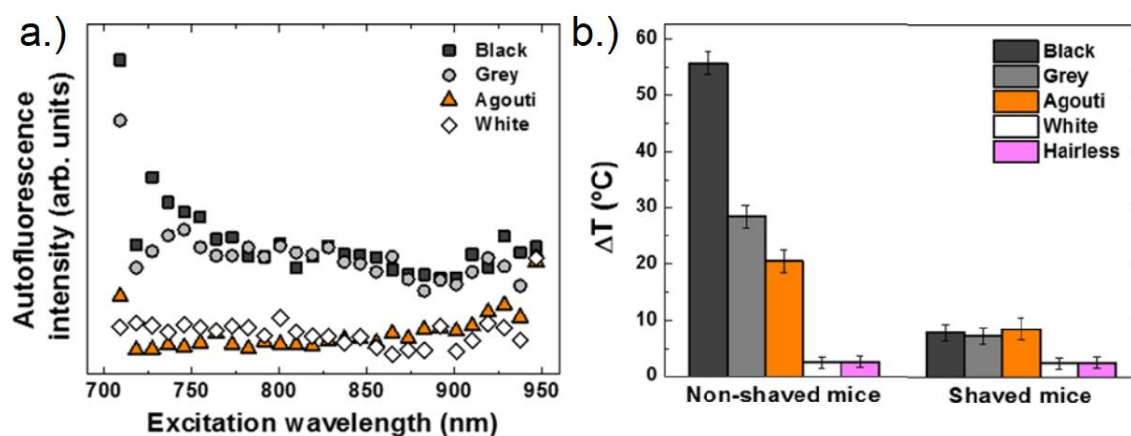 a.)
Autofluorescence
intensity (arb. units)
Black
Grey
Agouti
White
700 750 800 850 900 950
Excitation wavelength (nm)
b.)
ΔT (ºC)
60
50
40
30
20
10
0
Black
Grey
Agouti
White
Hairless
Non-shaved mice Shaved mice